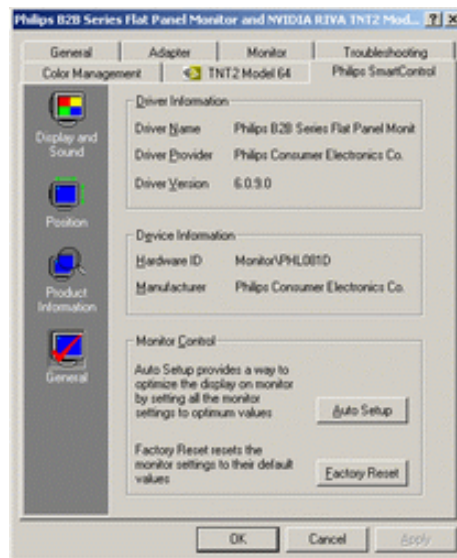 Philips B2B Series Flat Panel Monitor and NVIDIA RIVA TNT2 Mod...
General Adapter Monitor Troubleshooting
Color Management TNT2 Model 64 Philips SmartControl
Display and
Sound
Position
Product
Information
General
Driver Information
Driver Name Philips B2B Series Flat Panel Monit
Driver Provider Philips Consumer Electronics Co.
Driver Version 6.0.9.0
Device Information
Hardware ID Monitor\PHL081D
Manufacturer Philips Consumer Electronics Co.
Monitor Control
Auto Setup provides a way to
optimize the display on monitor
by setting all the monitor
settings to optimum values
Auto Setup
Factory Reset resets the
monitor settings to their default
values
Factory Reset
OK Cancel Apply